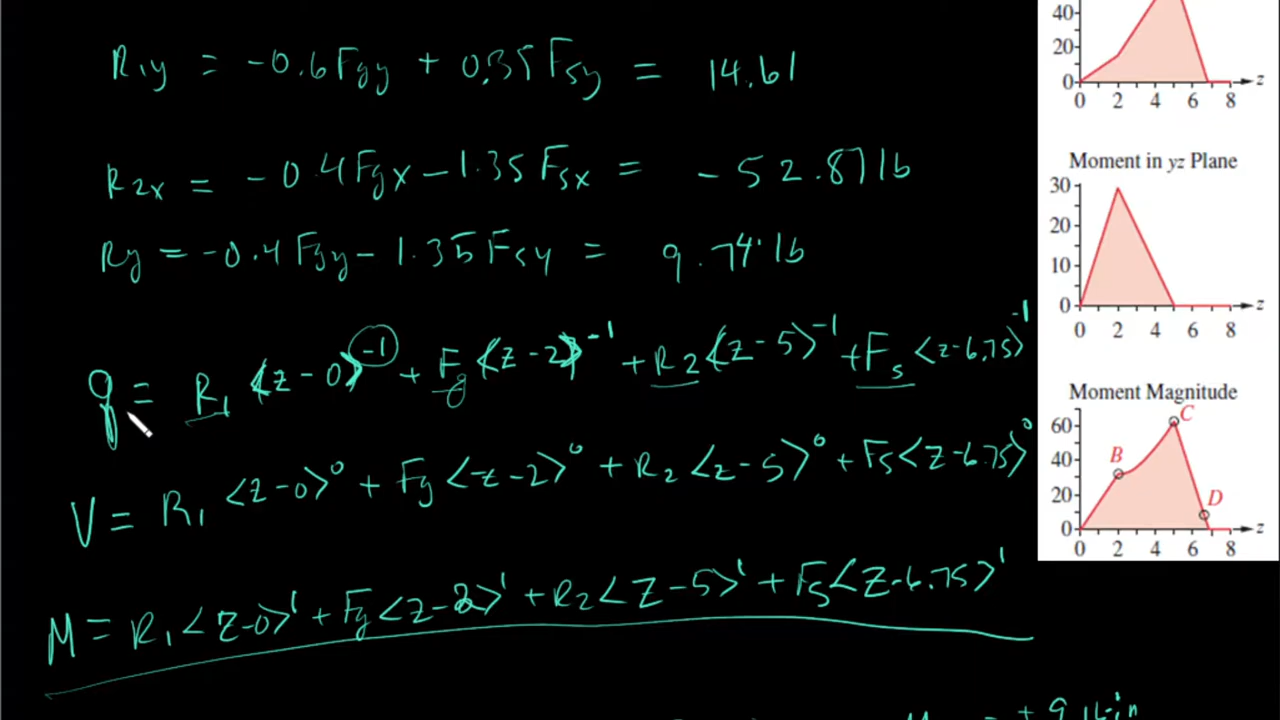 R1y = -0.6Fgy + 0.35Fsy = 14.61
R2x = -0.4Fgx - 1.35Fsx = -52.87 lb
Ry = -0.4Fgy - 1.35Fsy = 9.74 lb
q = R1⟨z-0⟩^-1 + Fg⟨z-2⟩^-1 + R2⟨z-5⟩^-1 + Fs⟨z-6.75⟩^-1
V = R1⟨z-0⟩^0 + Fg⟨z-2⟩^0 + R2⟨z-5⟩^0 + Fs⟨z-6.75⟩^0
M = R1⟨z-0⟩^1 + Fg⟨z-2⟩^1 + R2⟨z-5⟩^1 + Fs⟨z-6.75⟩^1
40
20
0
0 2 4 6 8 z
Moment in yz Plane
30
20
10
0
0 2 4 6 8 z
Moment Magnitude
60
40
20
0
B
C
D
0 2 4 6 8 z